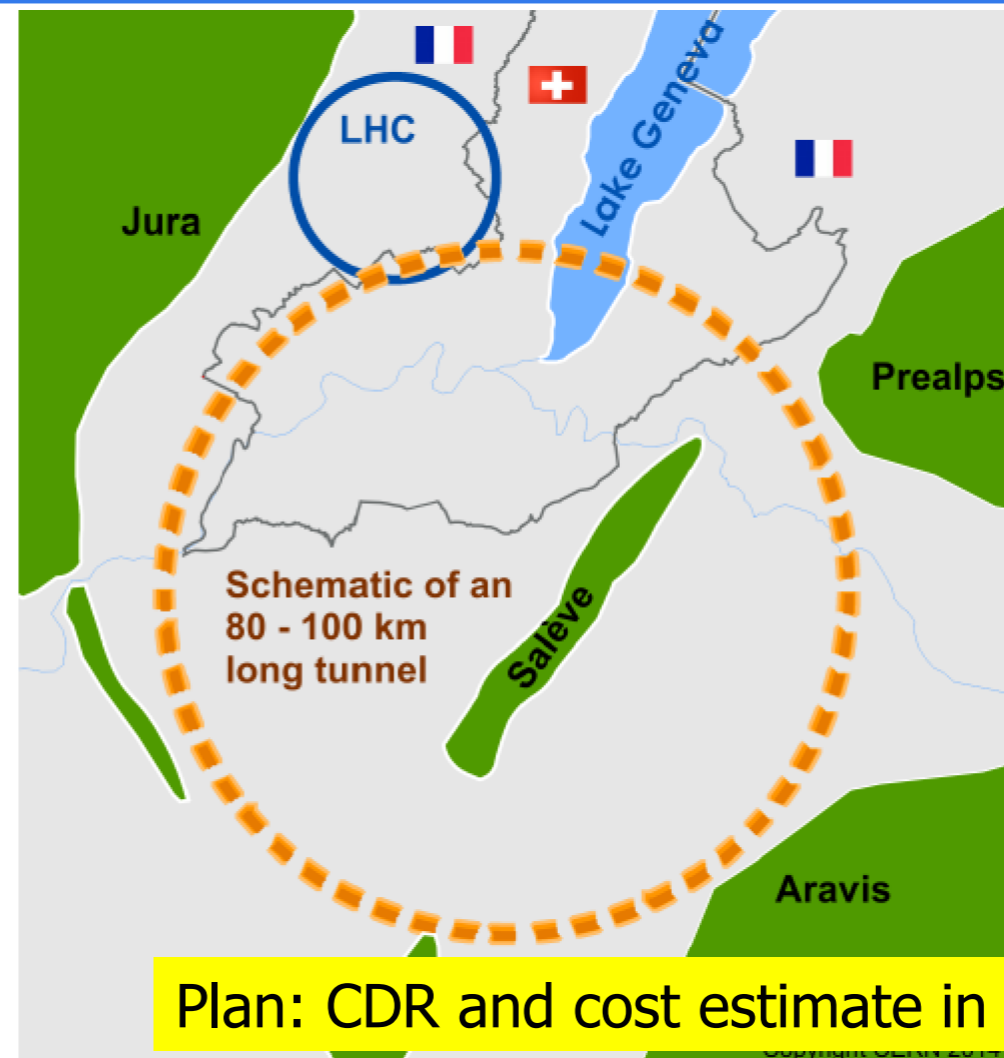 LHC
Lake Geneva
Jura
Prealps
Schematic of an
80 - 100 km
long tunnel
Salève
Aravis
Plan: CDR and cost estimate in